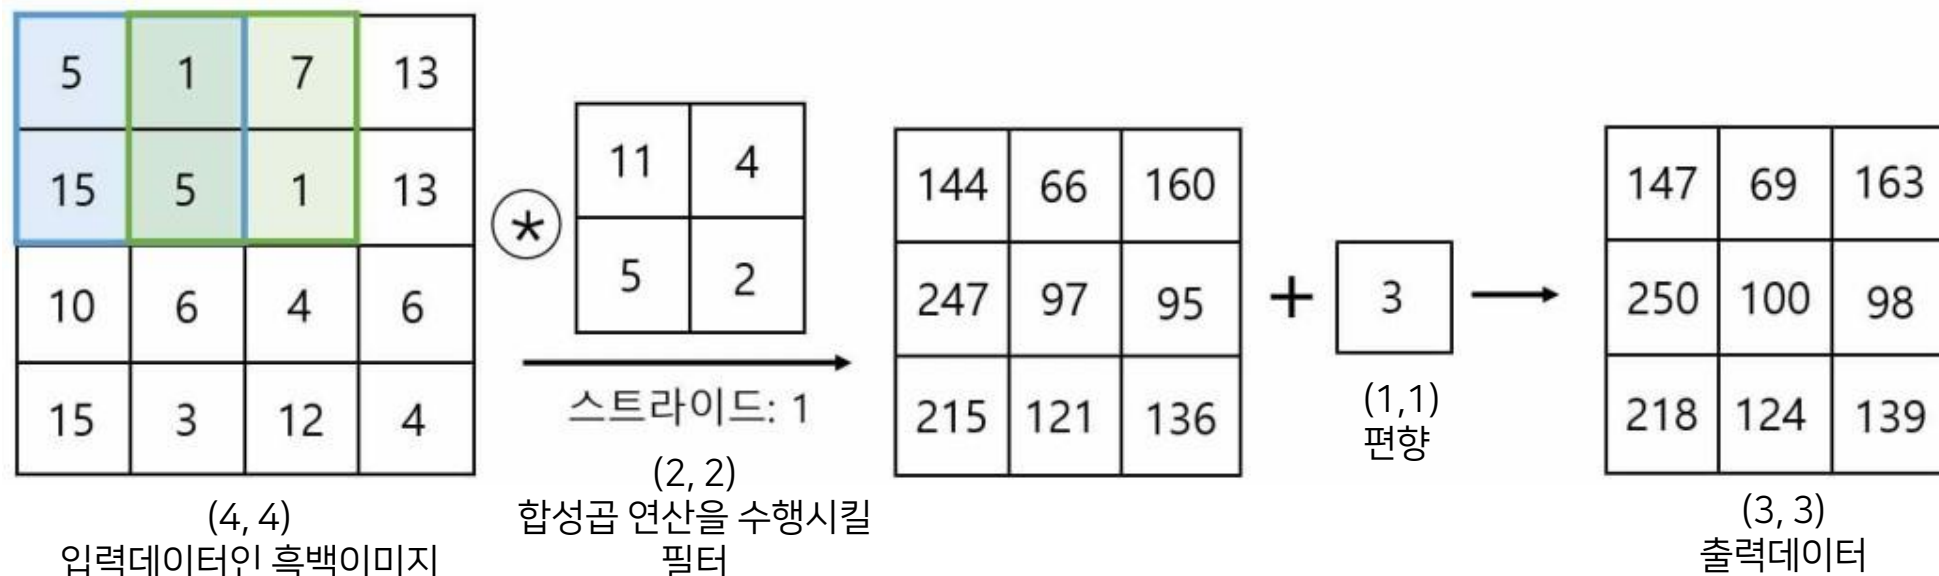 5 1 7 13
15 5 1 13
10 6 4 6
15 3 12 4
(4, 4)
입력데이터인 흑백이미지
*
11 4
5 2
스트라이드: 1
(2, 2)
합성곱 연산을 수행시킬
필터
144 66 160
247 97 95
215 121 136
+
3
(1,1)
편향
147 69 163
250 100 98
218 124 139
(3, 3)
출력데이터